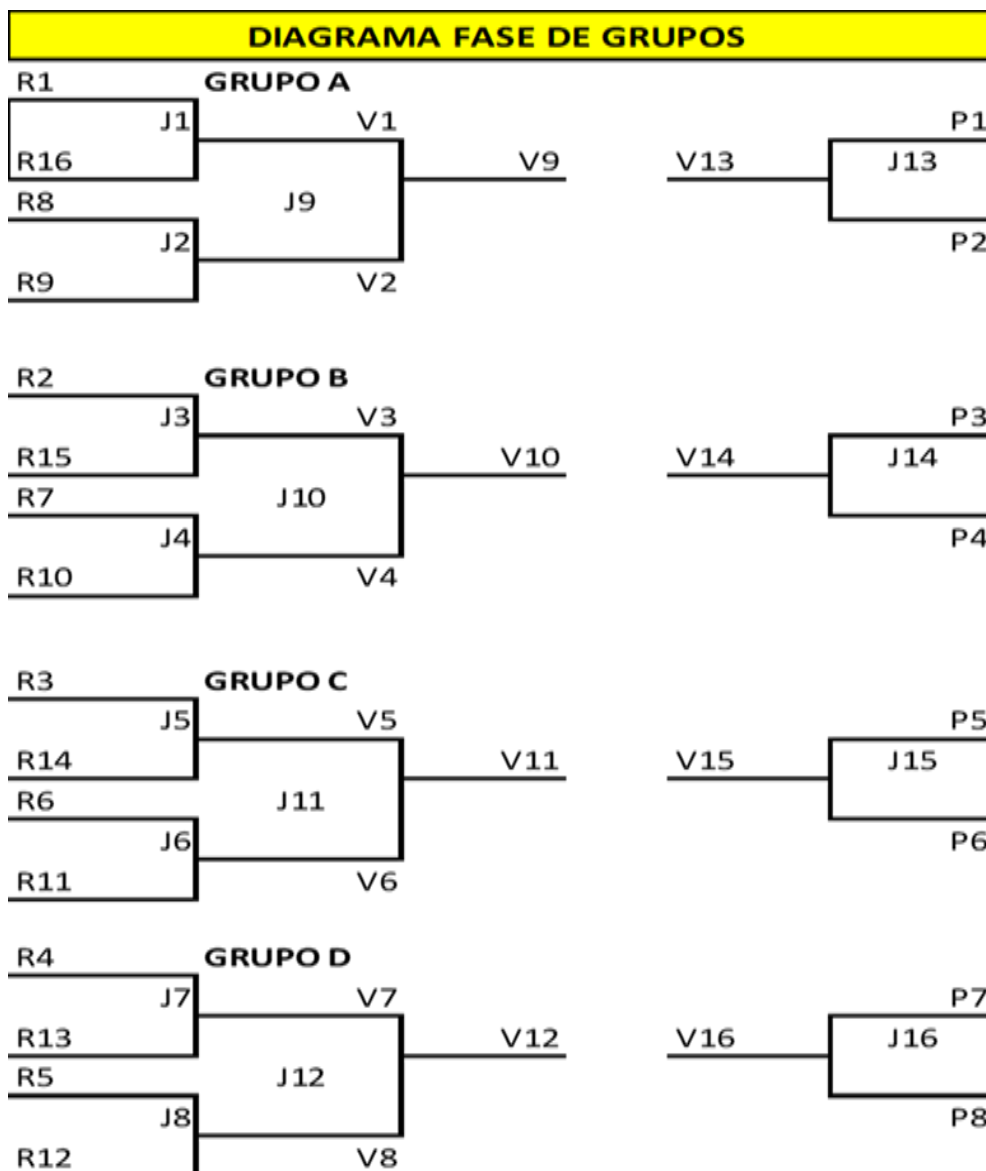 DIAGRAMA FASE DE GRUPOS
R1 GRUPO A
J1 V1 P1
R16 V9 V13 J13
R8 J9
J2 P2
R9 V2
R2 GRUPO B
J3 V3 P3
R15 V10 V14 J14
R7 J10
J4 P4
R10 V4
R3 GRUPO C
J5 V5 P5
R14 V11 V15 J15
R6 J11
J6 P6
R11 V6
R4 GRUPO D
J7 V7 P7
R13 V12 V16 J16
R5 J12
J8 P8
R12 V8